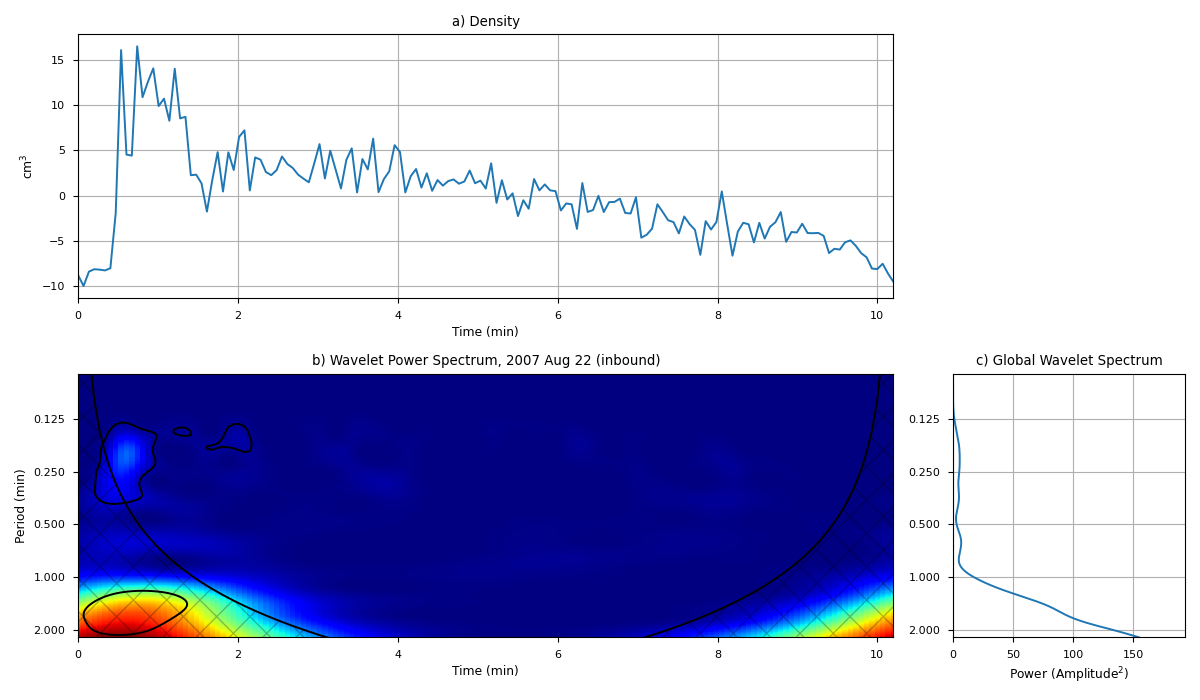 a) Density
15
10
5
0
−5
−10
cm³
0 2 4 6 8 10
Time (min)
b) Wavelet Power Spectrum, 2007 Aug 22 (inbound)
0.125
0.250
0.500
1.000
2.000
Period (min)
0 2 4 6 8 10
Time (min)
c) Global Wavelet Spectrum
0.125
0.250
0.500
1.000
2.000
0 50 100 150
Power (Amplitude²)